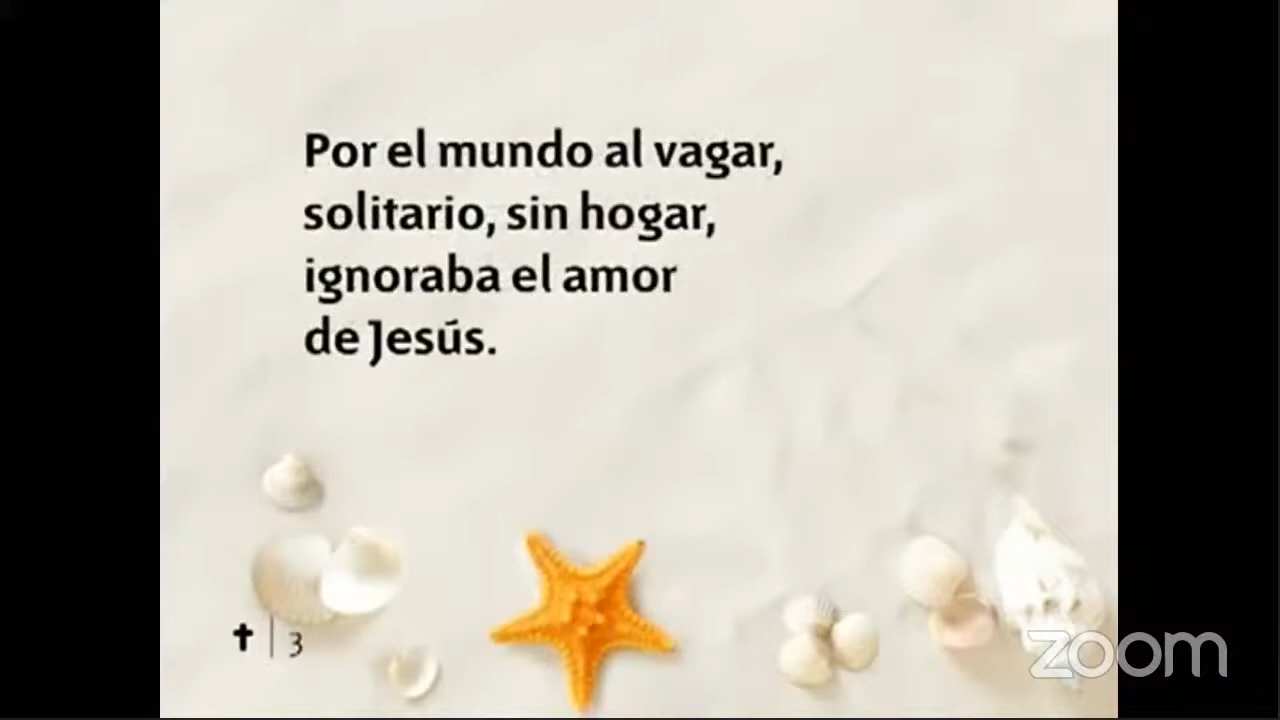 Por el mundo al vagar,
solitario, sin hogar,
ignoraba el amor
de Jesús.
✝ | 3
zoom